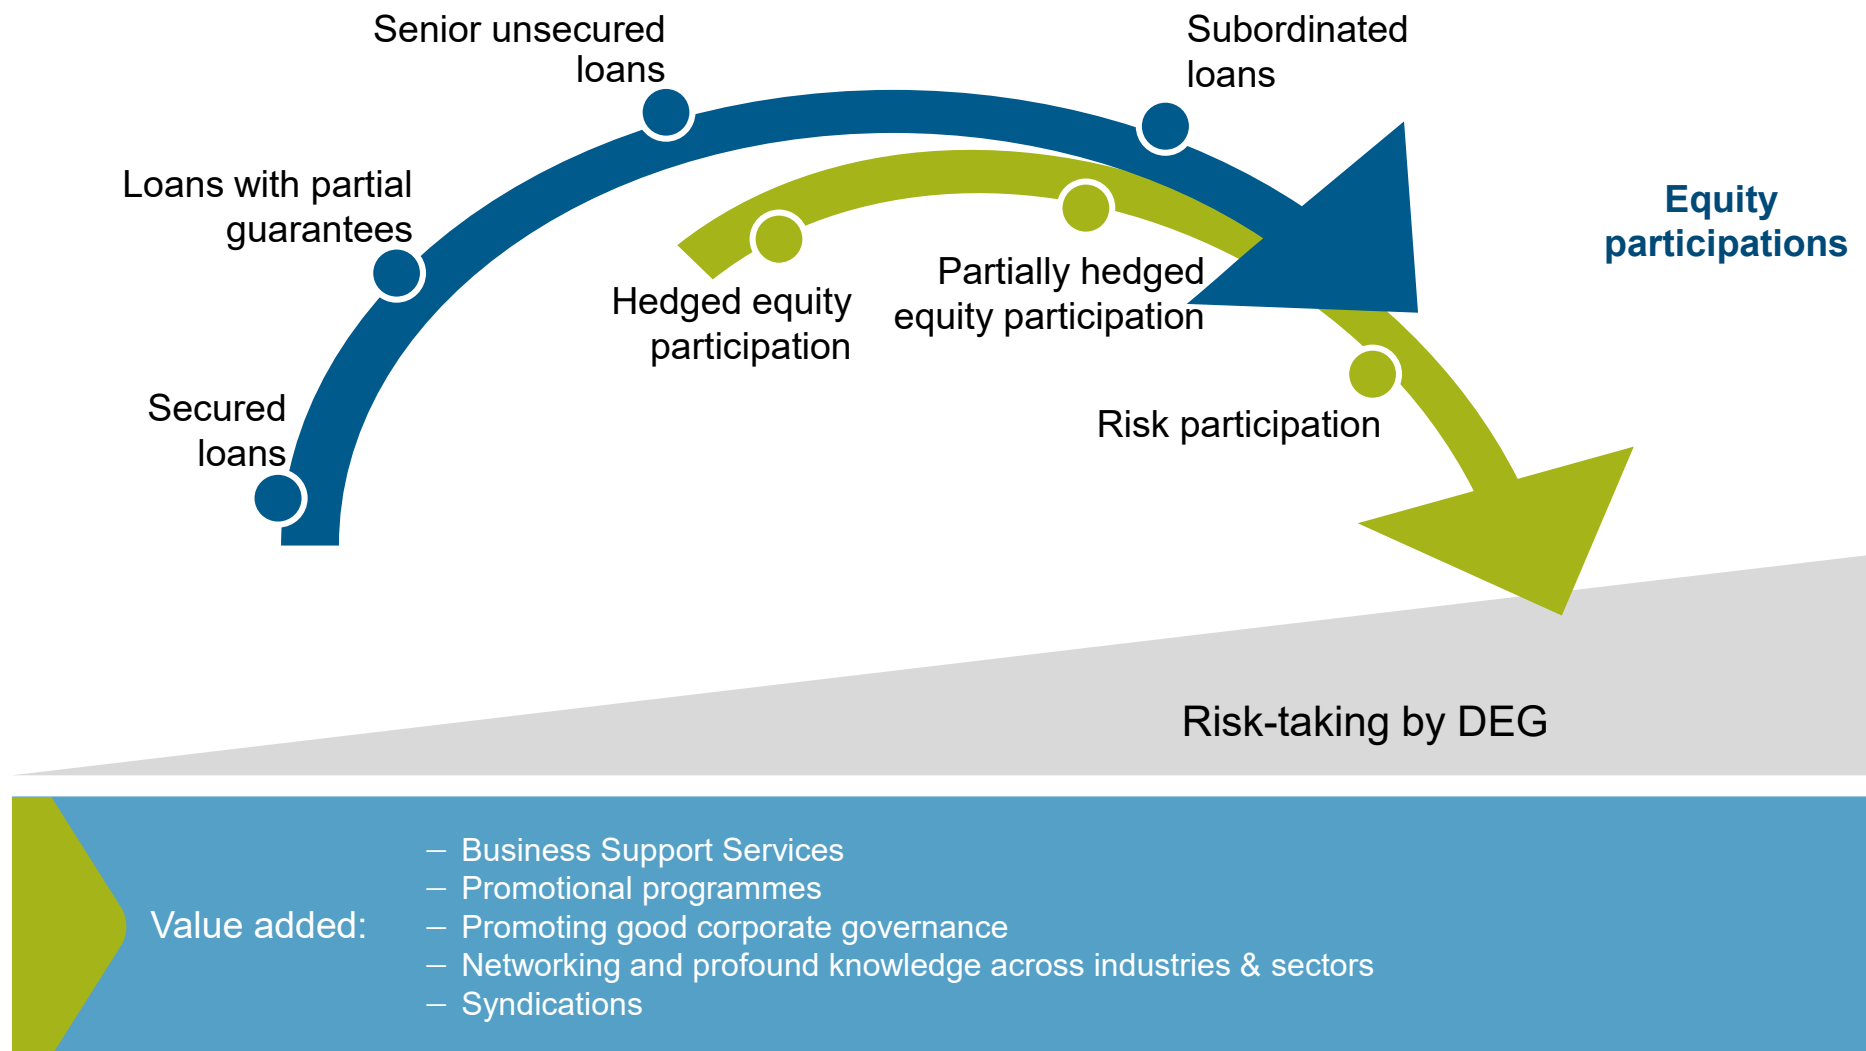 Senior unsecured
loans
Subordinated
loans
Loans with partial
guarantees
Equity
participations
Hedged equity
participation
Partially hedged
equity participation
Secured
loans
Risk participation
Risk-taking by DEG
Value added:
– Business Support Services
– Promotional programmes
– Promoting good corporate governance
– Networking and profound knowledge across industries & sectors
– Syndications